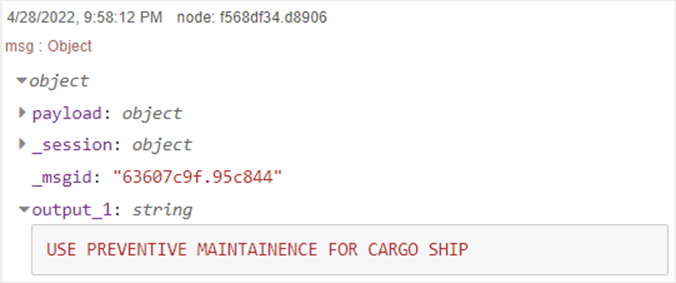 4/28/2022, 9:58:12 PM node: f568df34.d8906
msg : Object
object
payload: object
_session: object
_msgid: "63607c9f.95c844"
output_1: string
USE PREVENTIVE MAINTAINENCE FOR CARGO SHIP